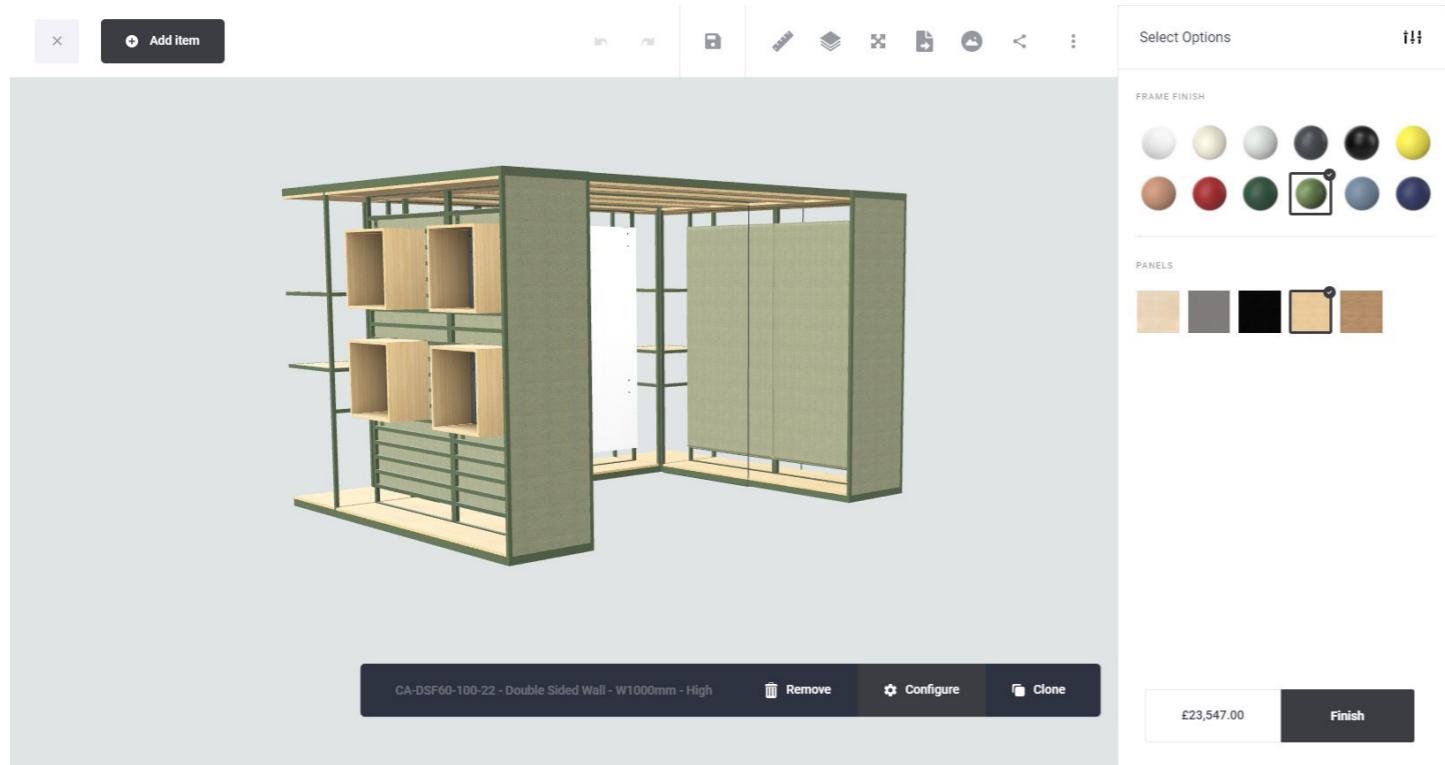 Add item
Select Options
FRAME FINISH
PANELS
CA-DSF60-100-22 - Double Sided Wall - W1000mm - High
Remove
Configure
Clone
£23,547.00
Finish